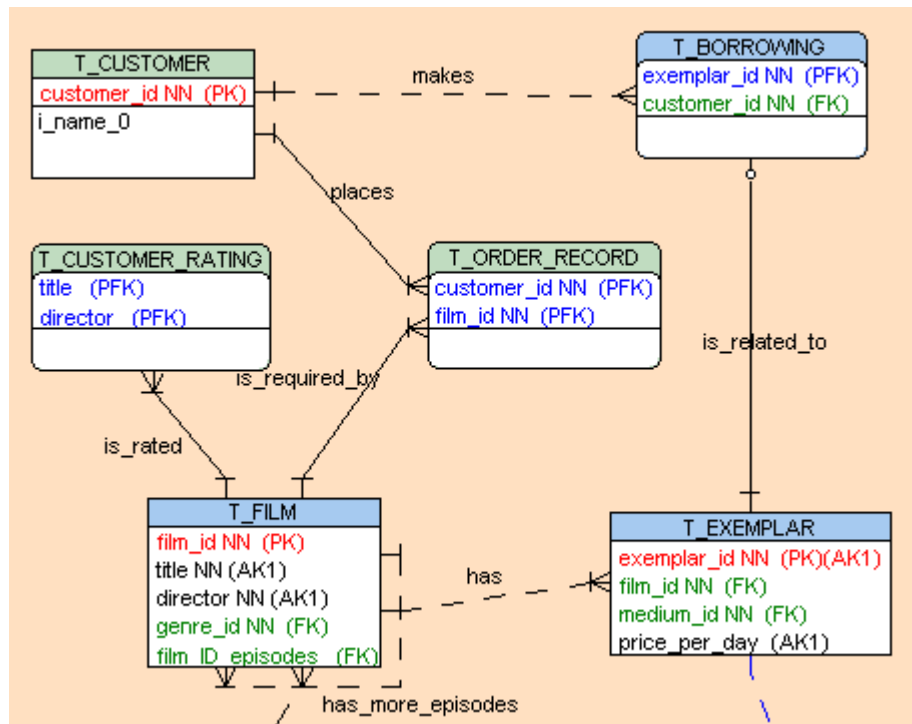 T_CUSTOMER
customer_id NN (PK)
i_name_0
makes
T_BORROWING
exemplar_id NN (PFK)
customer_id NN (FK)
places
T_CUSTOMER_RATING
title (PFK)
director (PFK)
T_ORDER_RECORD
customer_id NN (PFK)
film_id NN (PFK)
is_related_to
is_required_by
is_rated
T_FILM
film_id NN (PK)
title NN (AK1)
director NN (AK1)
genre_id NN (FK)
film_ID_episodes (FK)
has
T_EXEMPLAR
exemplar_id NN (PK)(AK1)
film_id NN (FK)
medium_id NN (FK)
price_per_day (AK1)
has_more_episodes